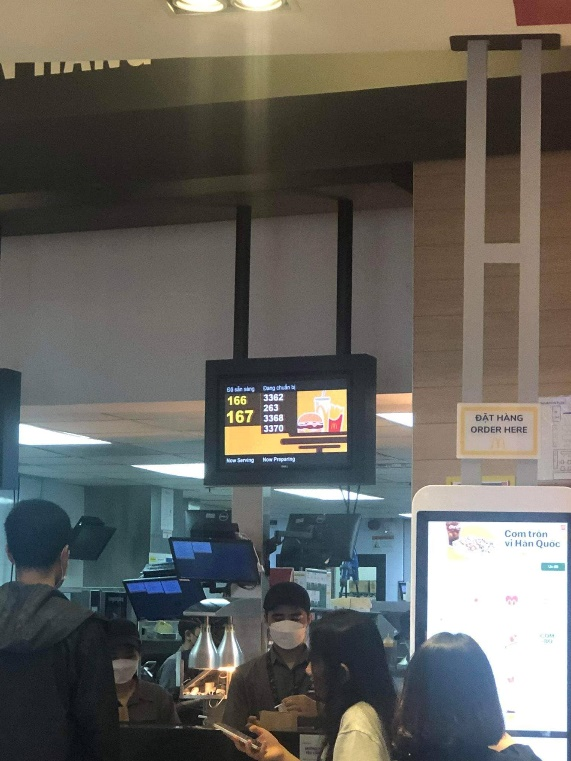 HÀNG
Đã sẵn sàng
Đang chuẩn bị
166
167
3362
263
3368
3370
Now Serving
Now Preparing
ĐẶT HÀNG
ORDER HERE
Cơm trộn
vị Hàn Quốc